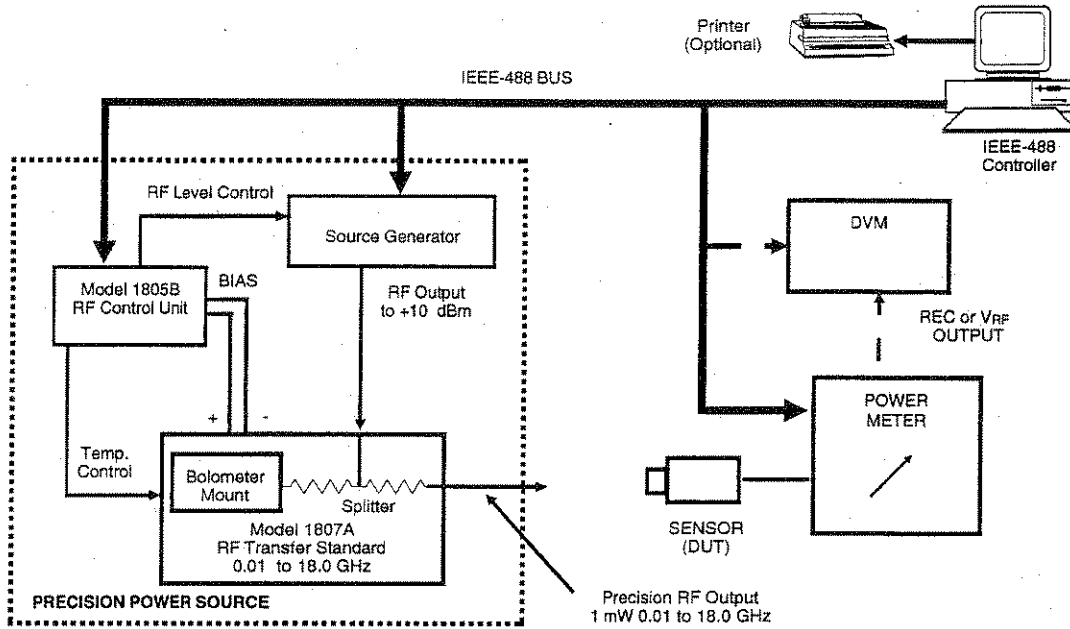 Printer
(Optional)
IEEE-488 BUS
IEEE-488
Controller
RF Level Control
Source Generator
DVM
Model 1805B
RF Control Unit
BIAS
RF Output
to +10 dBm
REC or VRF
OUTPUT
+ -
POWER
METER
Temp.
Control
Bolometer
Mount
Splitter
Model 1807A
RF Transfer Standard
0.01 to 18.0 GHz
SENSOR
(DUT)
PRECISION POWER SOURCE
Precision RF Output
1 mW 0.01 to 18.0 GHz